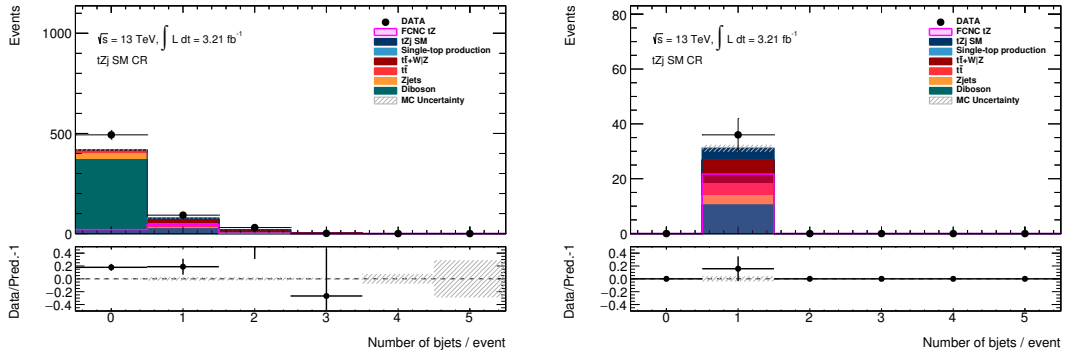 Events
1000
500
0
√s = 13 TeV, ∫ L dt = 3.21 fb⁻¹
tZj SM CR
DATA
FCNC tZ
tZj SM
Single-top production
tt̄+W|Z
tt̄
Zjets
Diboson
MC Uncertainty
Data/Pred.-1
0.4
0.2
0.0
−0.2
−0.4
0 1 2 3 4 5
Number of bjets / event
Events
80
60
40
20
0
√s = 13 TeV, ∫ L dt = 3.21 fb⁻¹
tZj SM CR
DATA
FCNC tZ
tZj SM
Single-top production
tt̄+W|Z
tt̄
Zjets
Diboson
MC Uncertainty
Data/Pred.-1
0.4
0.2
0.0
−0.2
−0.4
0 1 2 3 4 5
Number of bjets / event